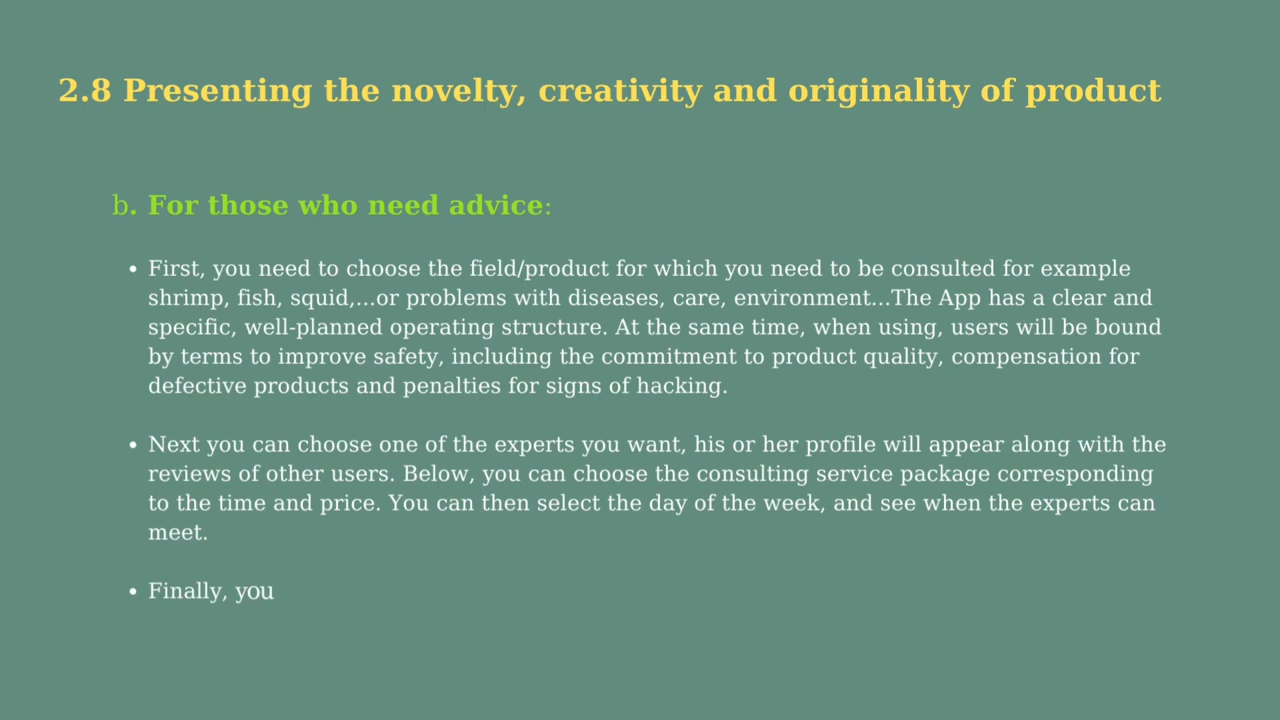 2.8 Presenting the novelty, creativity and originality of product
b. For those who need advice:
• First, you need to choose the field/product for which you need to be consulted for example
shrimp, fish, squid,...or problems with diseases, care, environment...The App has a clear and
specific, well-planned operating structure. At the same time, when using, users will be bound
by terms to improve safety, including the commitment to product quality, compensation for
defective products and penalties for signs of hacking.
• Next you can choose one of the experts you want, his or her profile will appear along with the
reviews of other users. Below, you can choose the consulting service package corresponding
to the time and price. You can then select the day of the week, and see when the experts can
meet.
• Finally, you